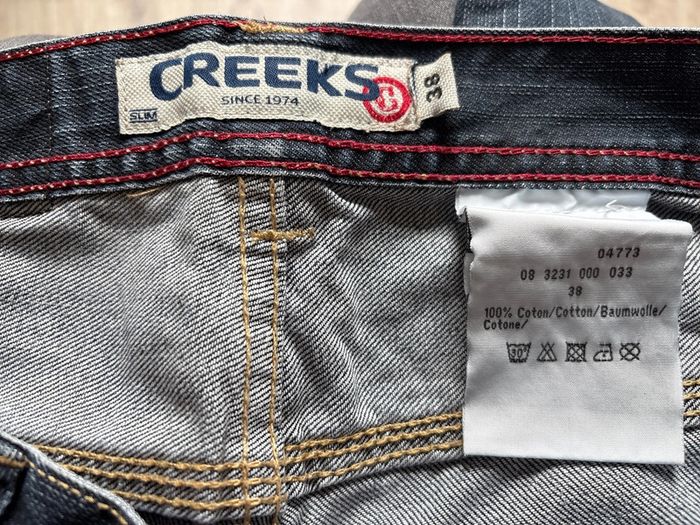 CREEKS
SINCE 1974
SLIM
38
04773
08 3231 000 033
38
100% Coton/Cotton/Baumwolle/
Cotone/
30°